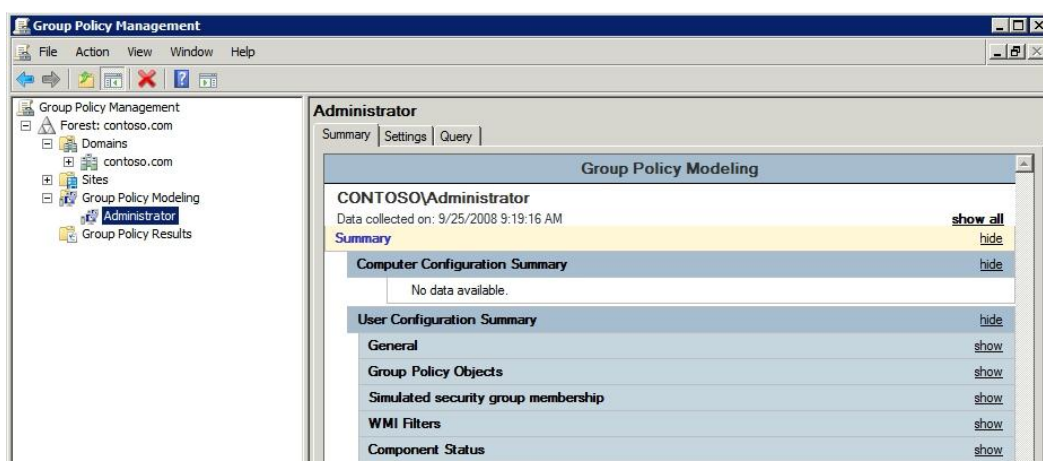 Group Policy Management
File Action View Window Help
Group Policy Management
Forest: contoso.com
Domains
contoso.com
Sites
Group Policy Modeling
Administrator
Group Policy Results
Administrator
Summary Settings Query
Group Policy Modeling
CONTOSO\Administrator
Data collected on: 9/25/2008 9:19:16 AM show all
Summary hide
Computer Configuration Summary hide
No data available.
User Configuration Summary hide
General show
Group Policy Objects show
Simulated security group membership show
WMI Filters show
Component Status show